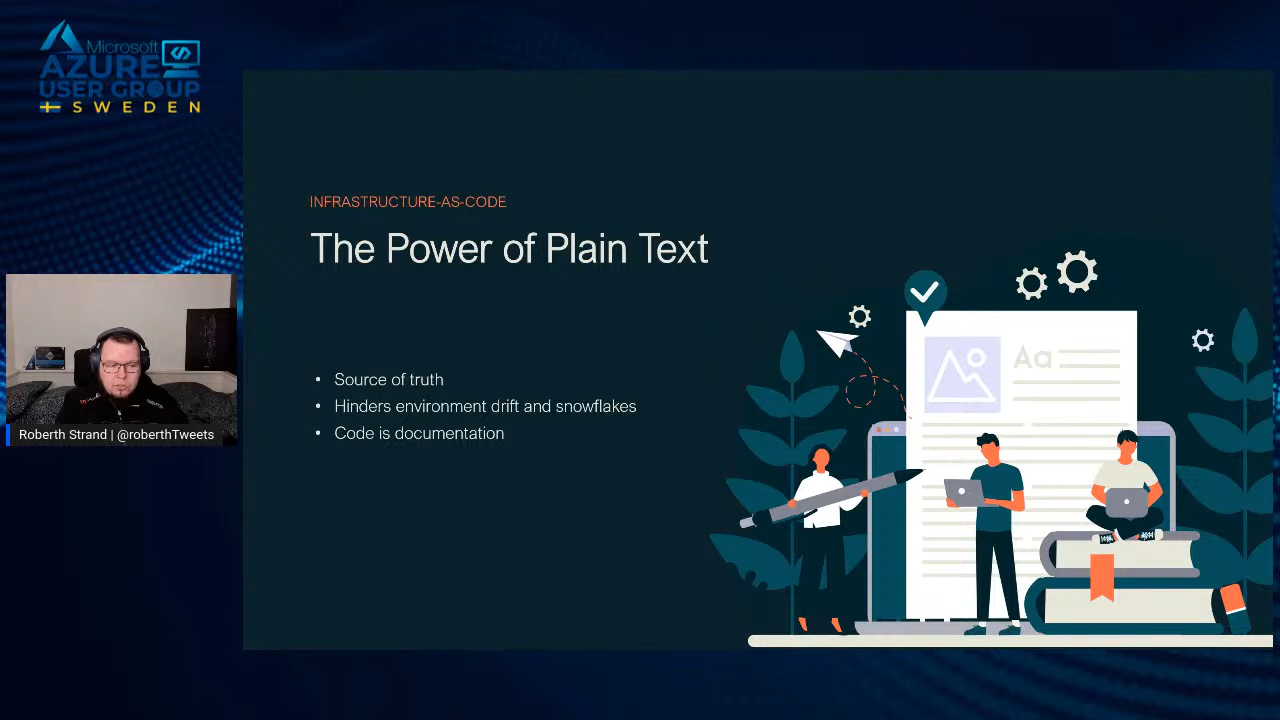 Microsoft
AZURE
USER GROUP
SWEDEN
INFRASTRUCTURE-AS-CODE
The Power of Plain Text
• Source of truth
• Hinders environment drift and snowflakes
• Code is documentation
Aa
Roberth Strand | @roberthTweets